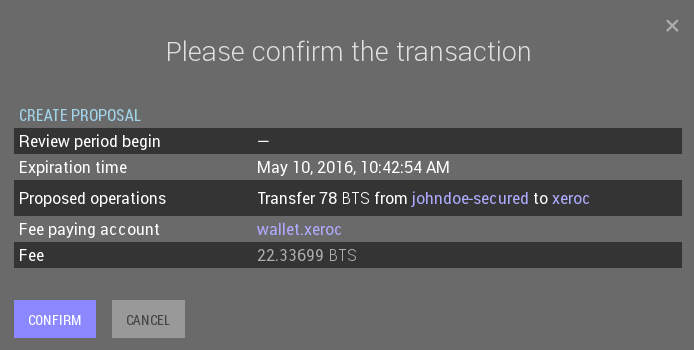 Please confirm the transaction
CREATE PROPOSAL
Review period begin —
Expiration time May 10, 2016, 10:42:54 AM
Proposed operations Transfer 78 BTS from johndoe-secured to xeroc
Fee paying account wallet.xeroc
Fee 22.33699 BTS
CONFIRM CANCEL